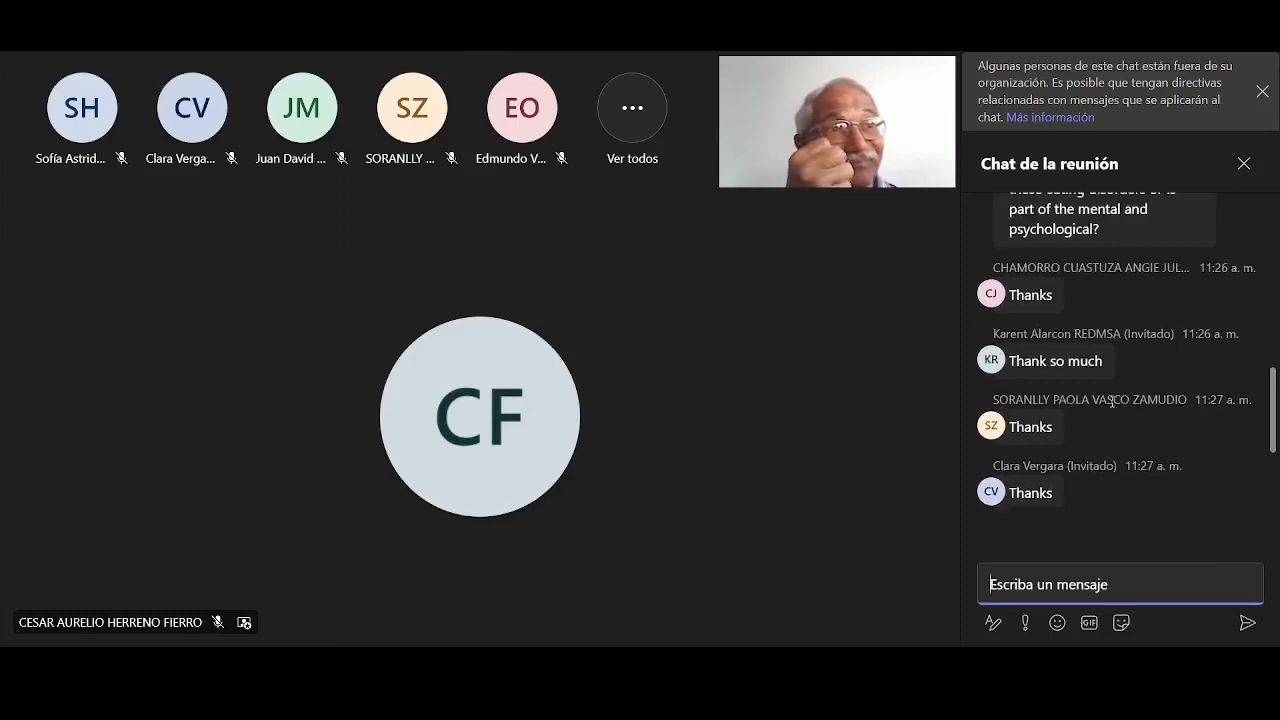 SH
CV
JM
SZ
EO
Sofía Astrid...
Clara Verga...
Juan David ...
SORANLLY ...
Edmundo V...
Ver todos
CF
CESAR AURELIO HERRENO FIERRO
Algunas personas de este chat están fuera de su
organización. Es posible que tengan directivas
relacionadas con mensajes que se aplicarán al
chat. Más información
Chat de la reunión
part of the mental and
psychological?
CHAMORRO CUASTUZA ANGIE JUL... 11:26 a. m.
CJ
Thanks
Karent Alarcon REDMSA (Invitado) 11:26 a. m.
KR
Thank so much
SORANLLY PAOLA VASCO ZAMUDIO 11:27 a. m.
SZ
Thanks
Clara Vergara (Invitado) 11:27 a. m.
CV
Thanks
Escriba un mensaje
GIF